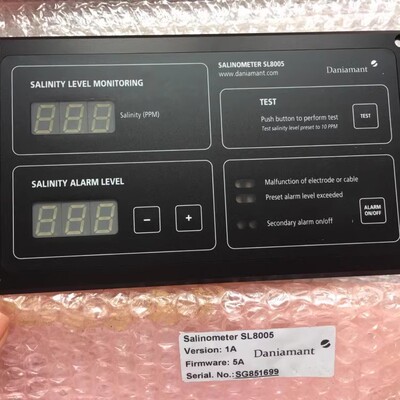 SALINITY LEVEL MONITORING
Salinity (PPM)
SALINITY ALARM LEVEL
- +
SALINOMETER SL8005
www.daniamant.com
Daniamant
TEST
Push button to perform test
Test salinity level preset to 10 PPM
TEST
Malfunction of electrode or cable
Preset alarm level exceeded
Secondary alarm on/off
ALARM
ON/OFF
Salinometer SL8005
Version: 1A
Daniamant
Firmware: 5A
Serial. No.:SG851699